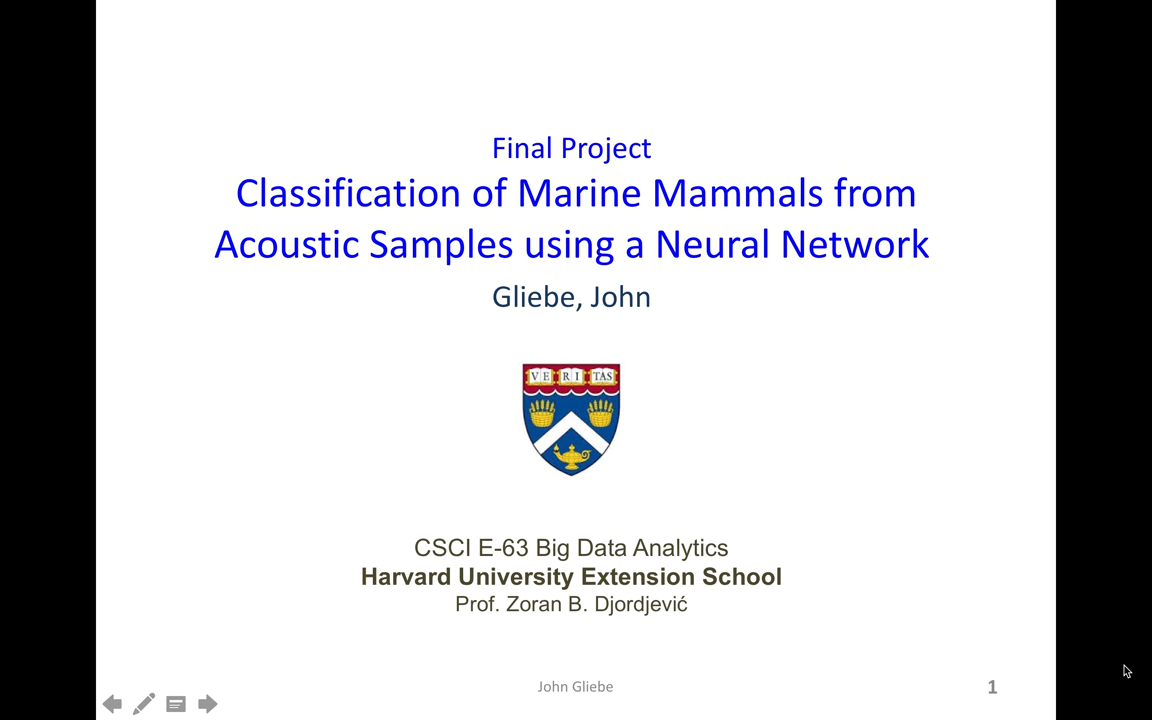 Final Project
Classification of Marine Mammals from
Acoustic Samples using a Neural Network
Gliebe, John
VE RI TAS
CSCI E-63 Big Data Analytics
Harvard University Extension School
Prof. Zoran B. Djordjević
John Gliebe
1